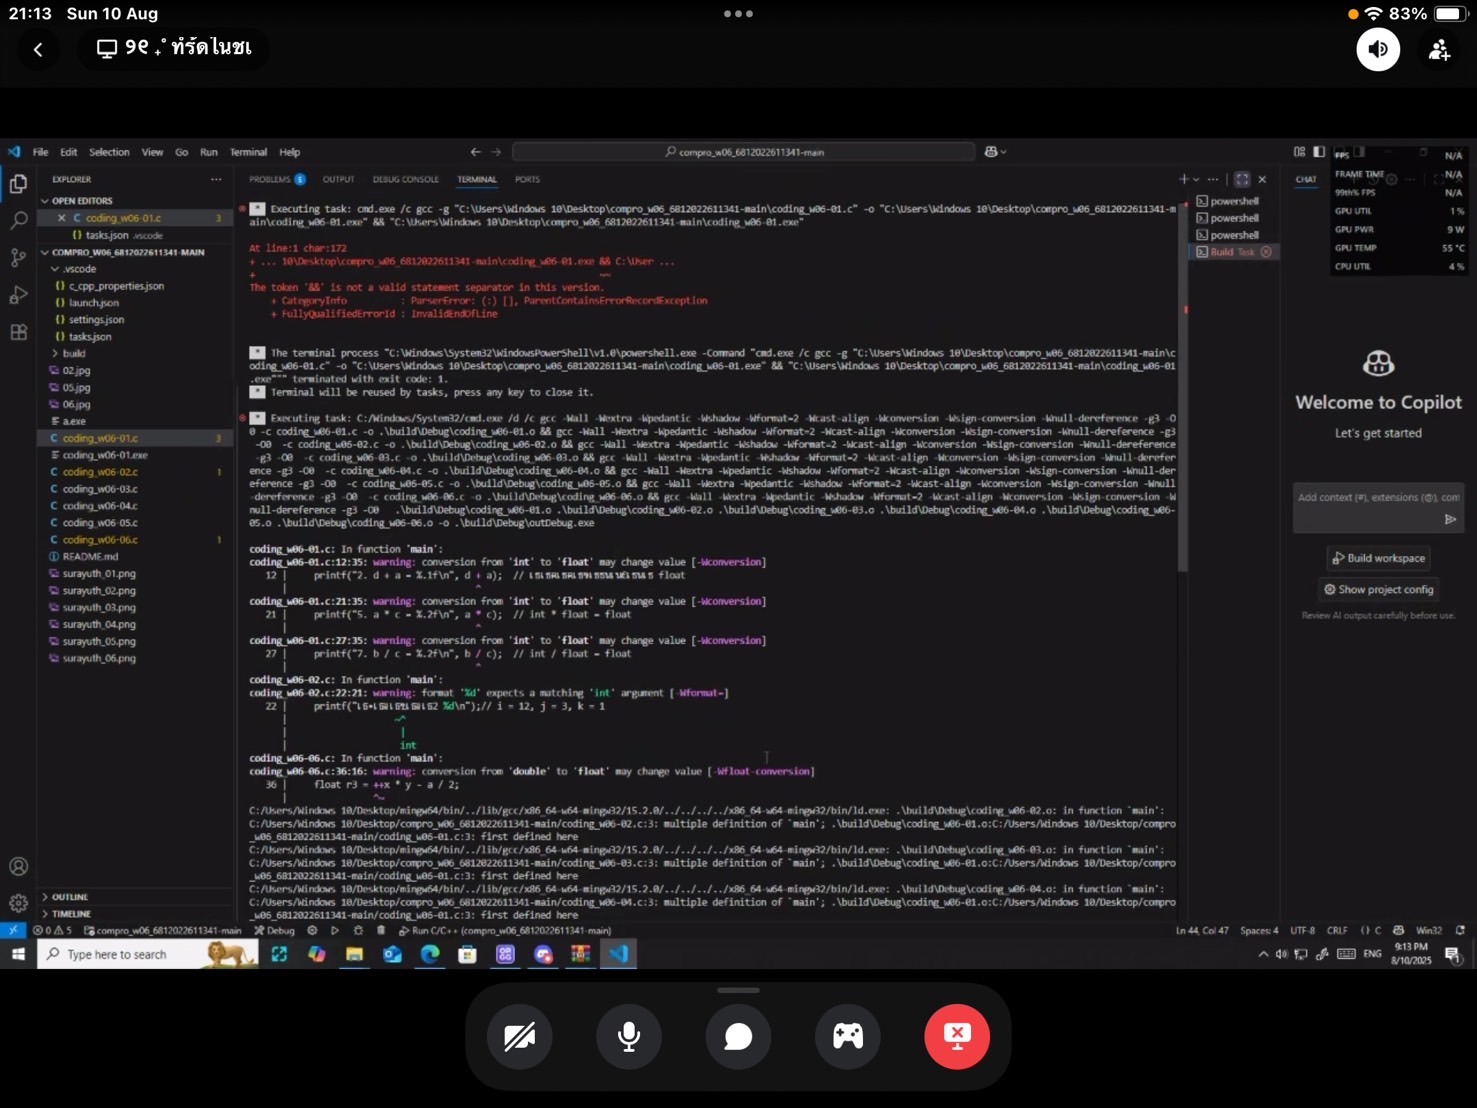 21:13 Sun 10 Aug
83%
୨୧ ˖° ทำรัดไนชเ
File Edit Selection View Go Run Terminal Help
compro_w06_6812022611341-main
FPS N/A
FRAME TIME N/A
99th% FPS N/A
GPU UTIL 1 %
GPU PWR 9 W
GPU TEMP 55 °C
CPU UTIL 4 %
EXPLORER
OPEN EDITORS
coding_w06-01.c 3
tasks.json .vscode
COMPRO_W06_6812022611341-MAIN
.vscode
c_cpp_properties.json
launch.json
settings.json
tasks.json
build
02.jpg
05.jpg
06.jpg
a.exe
coding_w06-01.c 3
coding_w06-01.exe
coding_w06-02.c 1
coding_w06-03.c
coding_w06-04.c
coding_w06-05.c
coding_w06-06.c 1
README.md
surayuth_01.png
surayuth_02.png
surayuth_03.png
surayuth_04.png
surayuth_05.png
surayuth_06.png
OUTLINE
TIMELINE
PROBLEMS 5 OUTPUT DEBUG CONSOLE TERMINAL PORTS
* Executing task: cmd.exe /c gcc -g "C:\Users\Windows 10\Desktop\compro_w06_6812022611341-main\coding_w06-01.c" -o "C:\Users\Windows 10\Desktop\compro_w06_6812022611341-m
ain\coding_w06-01.exe" && "C:\Users\Windows 10\Desktop\compro_w06_6812022611341-main\coding_w06-01.exe"
At line:1 char:172
+ ... 10\Desktop\compro_w06_6812022611341-main\coding_w06-01.exe && C:\User ...
+ ~~
The token '&&' is not a valid statement separator in this version.
+ CategoryInfo : ParserError: (:) [], ParentContainsErrorRecordException
+ FullyQualifiedErrorId : InvalidEndOfLine
* The terminal process "C:\Windows\System32\WindowsPowerShell\v1.0\powershell.exe -Command "cmd.exe /c gcc -g "C:\Users\Windows 10\Desktop\compro_w06_6812022611341-main\c
oding_w06-01.c" -o "C:\Users\Windows 10\Desktop\compro_w06_6812022611341-main\coding_w06-01.exe" && "C:\Users\Windows 10\Desktop\compro_w06_6812022611341-main\coding_w06-01
.exe""" terminated with exit code: 1.
* Terminal will be reused by tasks, press any key to close it.
* Executing task: C:/Windows/System32/cmd.exe /d /c gcc -Wall -Wextra -Wpedantic -Wshadow -Wformat=2 -Wcast-align -Wconversion -Wsign-conversion -Wnull-dereference -g3 -O
0 -c coding_w06-01.c -o .\build\Debug\coding_w06-01.o && gcc -Wall -Wextra -Wpedantic -Wshadow -Wformat=2 -Wcast-align -Wconversion -Wsign-conversion -Wnull-dereference
-g3 -O0 -c coding_w06-02.c -o .\build\Debug\coding_w06-02.o && gcc -Wall -Wextra -Wpedantic -Wshadow -Wformat=2 -Wcast-align -Wconversion -Wsign-conversion -Wnull-dereference
-g3 -O0 -c coding_w06-03.c -o .\build\Debug\coding_w06-03.o && gcc -Wall -Wextra -Wpedantic -Wshadow -Wformat=2 -Wcast-align -Wconversion -Wsign-conversion -Wnull-derefer
ence -g3 -O0 -c coding_w06-04.c -o .\build\Debug\coding_w06-04.o && gcc -Wall -Wextra -Wpedantic -Wshadow -Wformat=2 -Wcast-align -Wconversion -Wsign-conversion -Wnull-der
eference -g3 -O0 -c coding_w06-05.c -o .\build\Debug\coding_w06-05.o && gcc -Wall -Wextra -Wpedantic -Wshadow -Wformat=2 -Wcast-align -Wconversion -Wsign-conversion -Wnull
-dereference -g3 -O0 -c coding_w06-06.c -o .\build\Debug\coding_w06-06.o && gcc -Wall -Wextra -Wpedantic -Wshadow -Wformat=2 -Wcast-align -Wconversion -Wsign-conversion -W
null-dereference -g3 -O0 .\build\Debug\coding_w06-01.o .\build\Debug\coding_w06-02.o .\build\Debug\coding_w06-03.o .\build\Debug\coding_w06-04.o .\build\Debug\coding_w06-
05.o .\build\Debug\coding_w06-06.o -o .\build\Debug\outDebug.exe
coding_w06-01.c: In function 'main':
coding_w06-01.c:12:35: warning: conversion from 'int' to 'float' may change value [-Wconversion]
12 | printf("2. d + a = %.1f\n", d + a); // float
| ^
coding_w06-01.c:21:35: warning: conversion from 'int' to 'float' may change value [-Wconversion]
21 | printf("5. a * c = %.2f\n", a * c); // int * float = float
| ^
coding_w06-01.c:27:35: warning: conversion from 'int' to 'float' may change value [-Wconversion]
27 | printf("7. b / c = %.2f\n", b / c); // int / float = float
| ^
coding_w06-02.c: In function 'main':
coding_w06-02.c:22:21: warning: format '%d' expects a matching 'int' argument [-Wformat=]
22 | printf(" %d\n");// i = 12, j = 3, k = 1
| ~^
| |
| int
coding_w06-06.c: In function 'main':
coding_w06-06.c:36:16: warning: conversion from 'double' to 'float' may change value [-Wfloat-conversion]
36 | float r3 = ++x * y - a / 2;
| ^~
C:/Users/Windows 10/Desktop/mingw64/bin/../lib/gcc/x86_64-w64-mingw32/15.2.0/../../../../x86_64-w64-mingw32/bin/ld.exe: .\build\Debug\coding_w06-02.o: in function `main':
C:/Users/Windows 10/Desktop/compro_w06_6812022611341-main/coding_w06-02.c:3: multiple definition of `main'; .\build\Debug\coding_w06-01.o:C:/Users/Windows 10/Desktop/compro
_w06_6812022611341-main/coding_w06-01.c:3: first defined here
C:/Users/Windows 10/Desktop/mingw64/bin/../lib/gcc/x86_64-w64-mingw32/15.2.0/../../../../x86_64-w64-mingw32/bin/ld.exe: .\build\Debug\coding_w06-03.o: in function `main':
C:/Users/Windows 10/Desktop/compro_w06_6812022611341-main/coding_w06-03.c:3: multiple definition of `main'; .\build\Debug\coding_w06-01.o:C:/Users/Windows 10/Desktop/compro
_w06_6812022611341-main/coding_w06-01.c:3: first defined here
C:/Users/Windows 10/Desktop/mingw64/bin/../lib/gcc/x86_64-w64-mingw32/15.2.0/../../../../x86_64-w64-mingw32/bin/ld.exe: .\build\Debug\coding_w06-04.o: in function `main':
C:/Users/Windows 10/Desktop/compro_w06_6812022611341-main/coding_w06-04.c:3: multiple definition of `main'; .\build\Debug\coding_w06-01.o:C:/Users/Windows 10/Desktop/compro
_w06_6812022611341-main/coding_w06-01.c:3: first defined here
powershell
powershell
powershell
Build Task
CHAT
Welcome to Copilot
Let's get started
Add context (#), extensions (@), com
Build workspace
Show project config
Review AI output carefully before use.
0 5 compro_w06_6812022611341-main Debug Run C/C++ (compro_w06_6812022611341-main) Ln 44, Col 47 Spaces: 4 UTF-8 CRLF {} C Win32
Type here to search
ENG 9:13 PM
8/10/2025
1